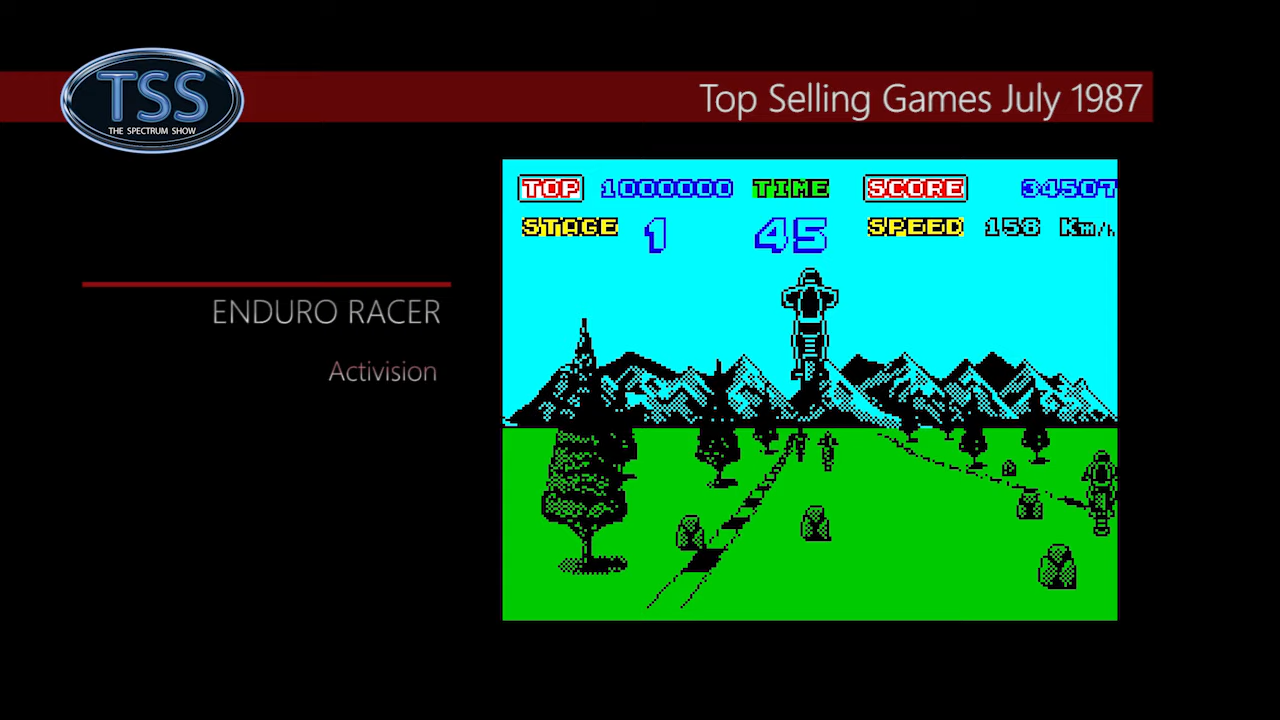 TSS
THE SPECTRUM SHOW
Top Selling Games July 1987
TOP 1000000 TIME SCORE 34507
STAGE 1 45 SPEED 158 Km/h
ENDURO RACER
Activision